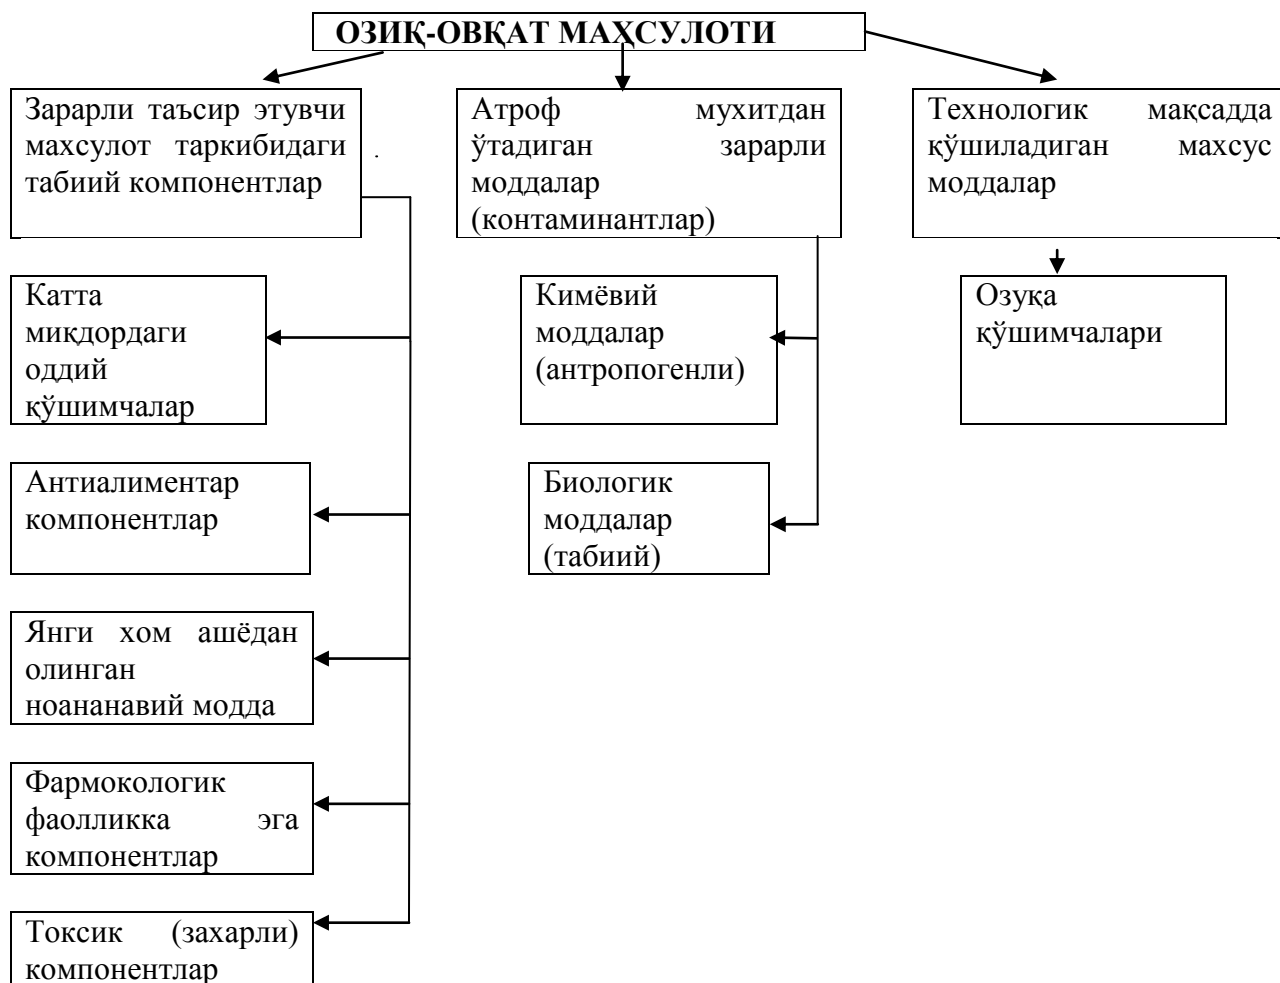 ОЗИҚ-ОВҚАТ МАҲСУЛОТИ
Зарарли таъсир этувчи
махсулот таркибидаги
табиий компонентлар
Атроф мухитдан
ўтадиган зарарли
моддалар
(контаминантлар)
Технологик мақсадда
қўшиладиган махсус
моддалар
Катта
миқдордаги
оддий
қўшимчалар
Кимёвий
моддалар
(антропогенли)
Озуқа
қўшимчалари
Антиалиментар
компонентлар
Биологик
моддалар
(табиий)
Янги хом ашёдан
олинган
ноананавий модда
Фармокологик
фаолликка эга
компонентлар
Токсик (захарли)
компонентлар